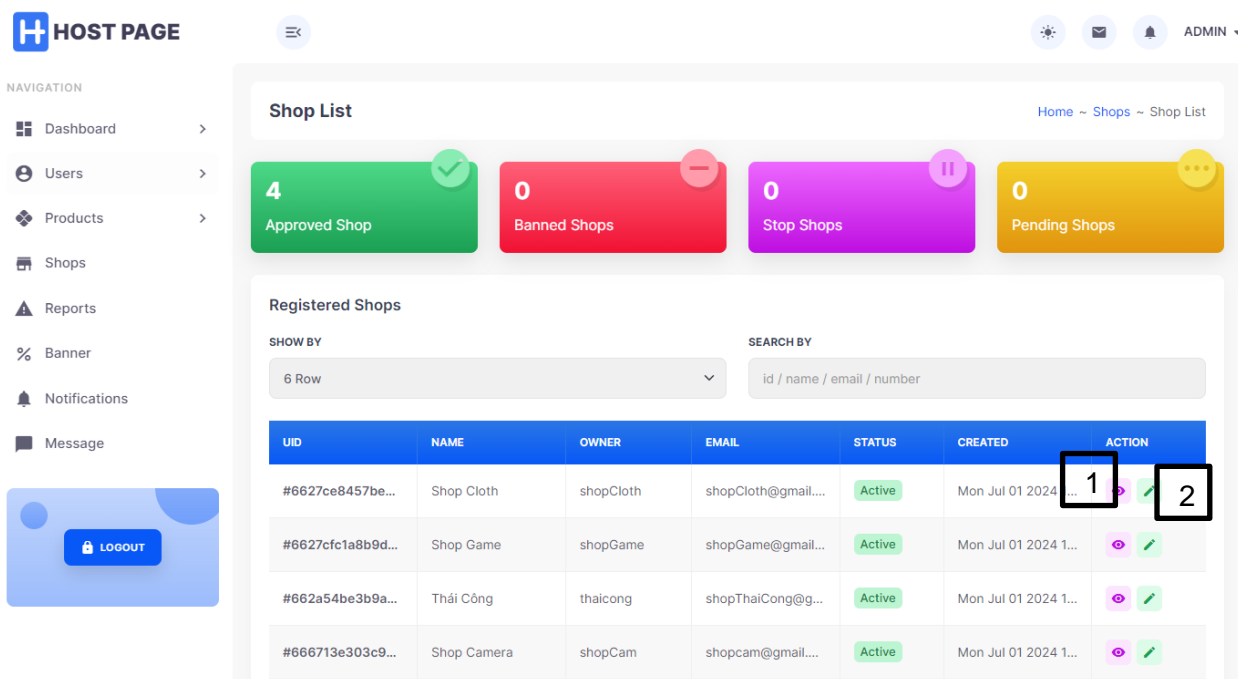 HOST PAGE
ADMIN
NAVIGATION
Dashboard
Users
Products
Shops
Reports
Banner
Notifications
Message
LOGOUT
Shop List
Home ~ Shops ~ Shop List
4
Approved Shop
0
Banned Shops
0
Stop Shops
0
Pending Shops
Registered Shops
SHOW BY
SEARCH BY
6 Row
id / name / email / number
UID NAME OWNER EMAIL STATUS CREATED ACTION
#6627ce8457be... Shop Cloth shopCloth shopCloth@gmail.... Active Mon Jul 01 2024 1... 1 2
#6627cfc1a8b9d... Shop Game shopGame shopGame@gmail... Active Mon Jul 01 2024 1...
#662a54be3b9a... Thái Công thaicong shopThaiCong@g... Active Mon Jul 01 2024 1...
#666713e303c9... Shop Camera shopCam shopcam@gmail.... Active Mon Jul 01 2024 1...